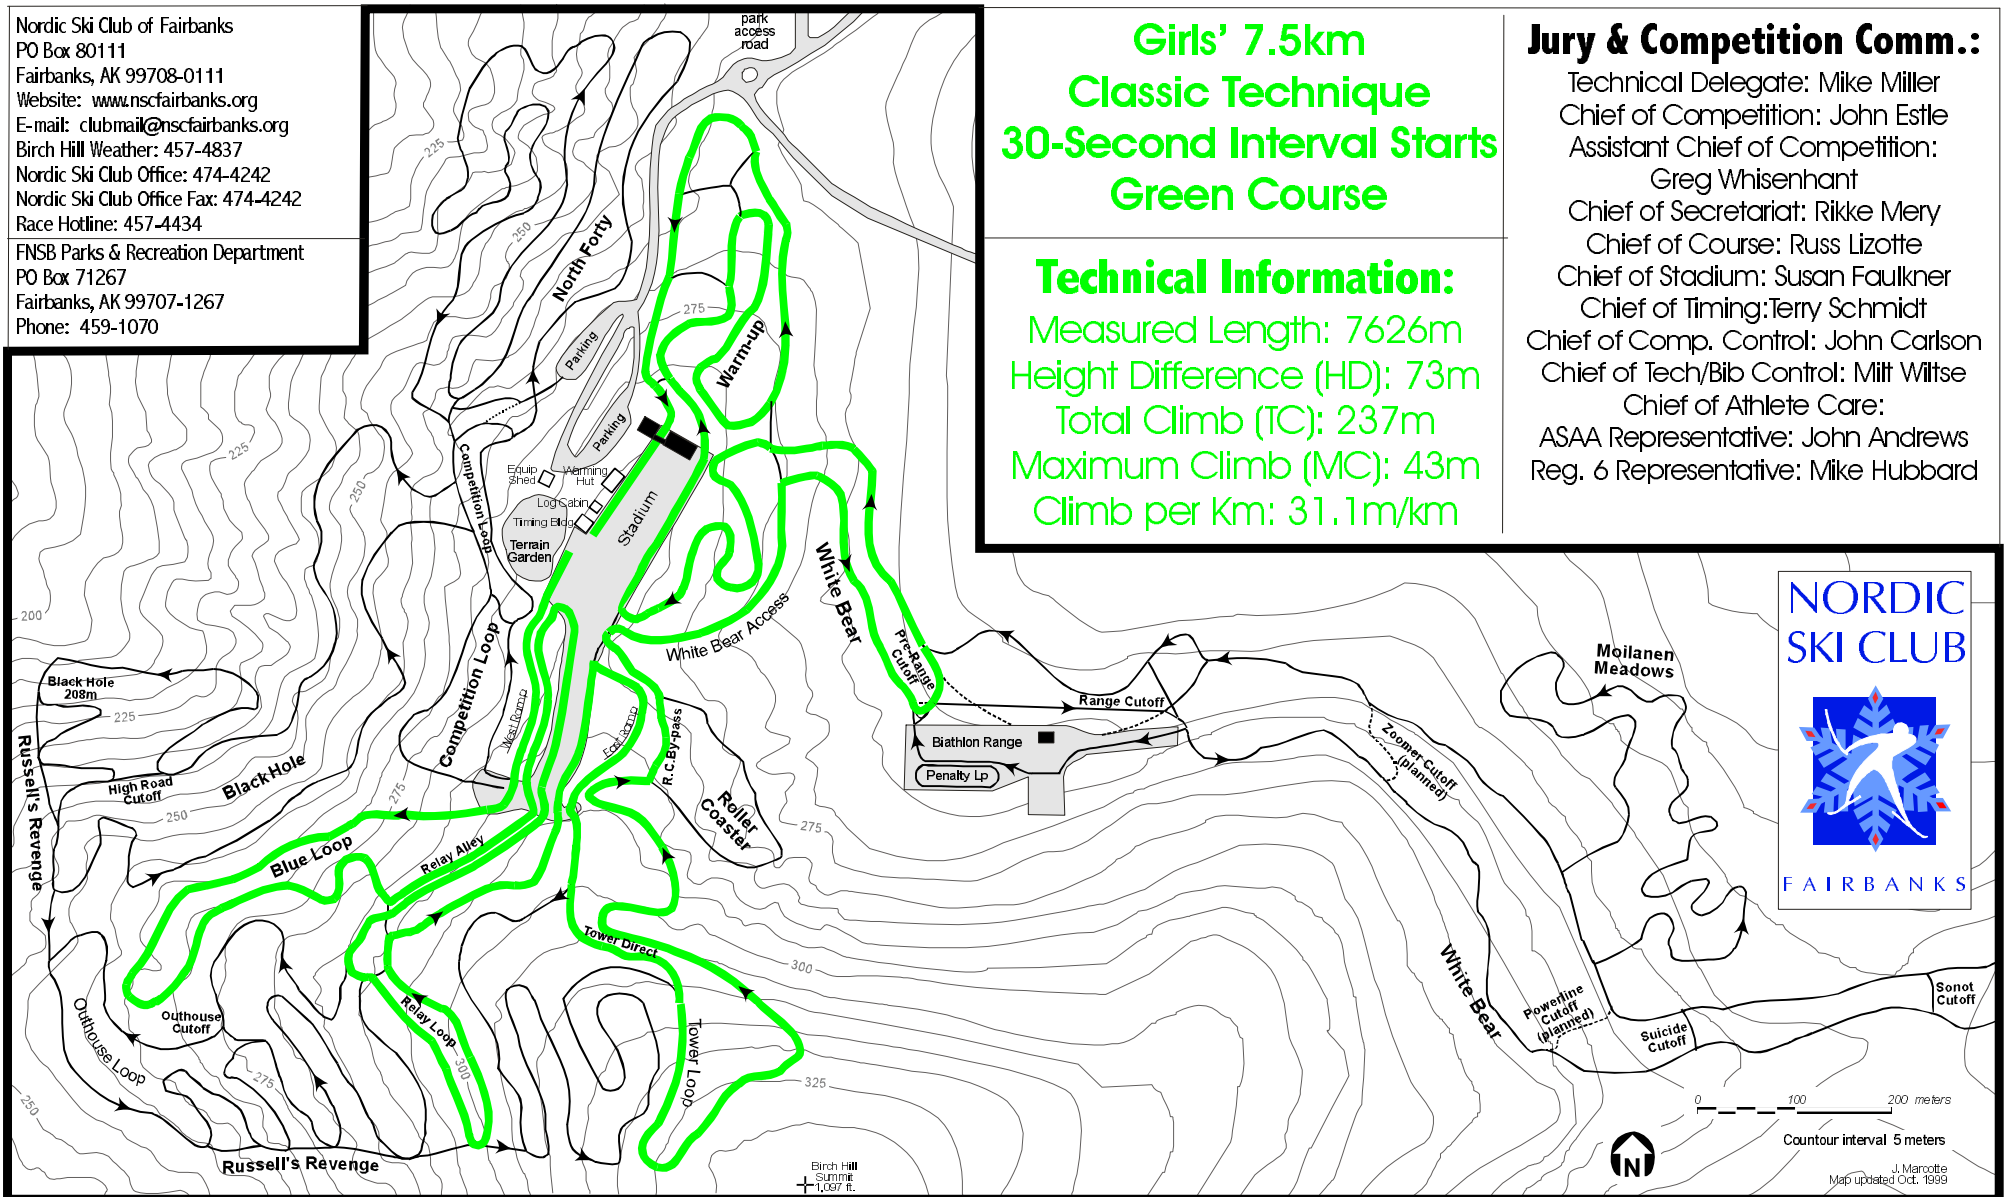 Nordic Ski Club of Fairbanks
PO Box 80111
Fairbanks, AK 99708-0111
Website: www.nscfairbanks.org
E-mail: clubmail@nscfairbanks.org
Birch Hill Weather: 457-4837
Nordic Ski Club Office: 474-4242
Nordic Ski Club Office Fax: 474-4242
Race Hotline: 457-4434
FNSB Parks & Recreation Department
PO Box 71267
Fairbanks, AK 99707-1267
Phone: 459-1070
Girls' 7.5km
Classic Technique
30-Second Interval Starts
Green Course
Technical Information:
Measured Length: 7626m
Height Difference (HD): 73m
Total Climb (TC): 237m
Maximum Climb (MC): 43m
Climb per Km: 31.1m/km
Jury & Competition Comm.:
Technical Delegate: Mike Miller
Chief of Competition: John Estle
Assistant Chief of Competition:
Greg Whisenhant
Chief of Secretariat: Rikke Mery
Chief of Course: Russ Lizotte
Chief of Stadium: Susan Faulkner
Chief of Timing:Terry Schmidt
Chief of Comp. Control: John Carlson
Chief of Tech/Bib Control: Milt Wiltse
Chief of Athlete Care:
ASAA Representative: John Andrews
Reg. 6 Representative: Mike Hubbard
park
access
road
225
250
North Forty
275
Parking
Warm-up
Parking
225
250
Competition Loop
Equip
Shed
Warming
Hut
Log Cabin
Timing Bldg
Terrain
Garden
Stadium
200
White Bear
White Bear Access
Pre-Range
Cutoff
Competition Loop
West Ramp
East Ramp
R.C.By-pass
Roller
Coaster
Black Hole
208m
225
Russell's Revenge
High Road
Cutoff
Black Hole
250
275
Blue Loop
Relay Alley
275
Range Cutoff
Biathlon Range
Penalty Lp
Zoomer Cutoff
(planned)
Moilanen
Meadows
NORDIC
SKI CLUB
FAIRBANKS
Tower Direct
300
Outhouse
Cutoff
Outhouse Loop
Relay Loop
300
275
250
Tower Loop
325
Russell's Revenge
Birch Hill
Summit
1,097 ft.
White Bear
Powerline
Cutoff
(planned)
Suicide
Cutoff
Sonot
Cutoff
0 100 200 meters
Countour interval 5 meters
N
J. Marcotte
Map updated Oct. 1999